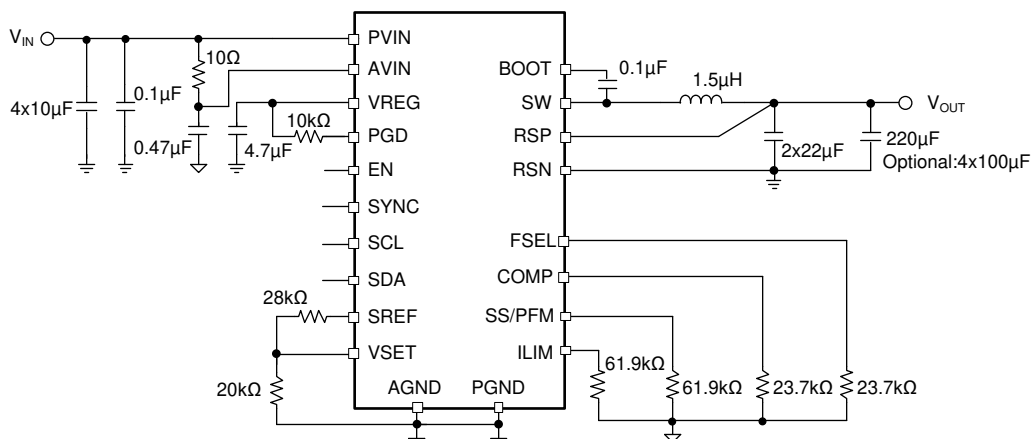 VIN
4x10µF
0.1µF
10Ω
0.47µF
4.7µF
10kΩ
28kΩ
20kΩ
PVIN
AVIN
VREG
PGD
EN
SYNC
SCL
SDA
SREF
VSET
AGND
PGND
BOOT
SW
RSP
RSN
FSEL
COMP
SS/PFM
ILIM
0.1µF
1.5µH
VOUT
2x22µF
220µF
Optional:4x100µF
61.9kΩ
61.9kΩ
23.7kΩ
23.7kΩ